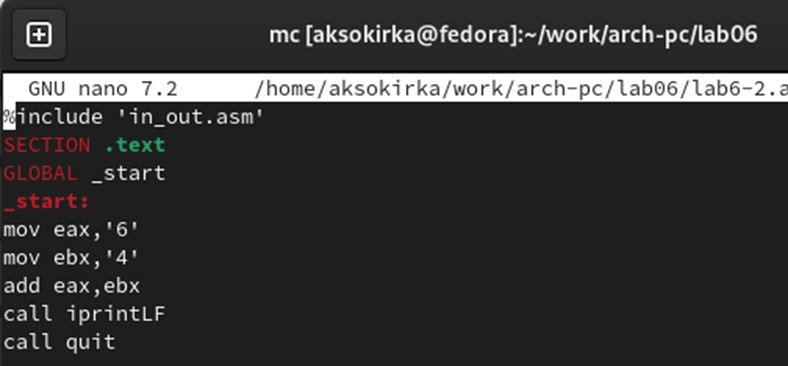 mc [aksokirka@fedora]:~/work/arch-pc/lab06
GNU nano 7.2 /home/aksokirka/work/arch-pc/lab06/lab6-2.a
%include 'in_out.asm'
SECTION .text
GLOBAL _start
_start:
mov eax,'6'
mov ebx,'4'
add eax,ebx
call iprintLF
call quit